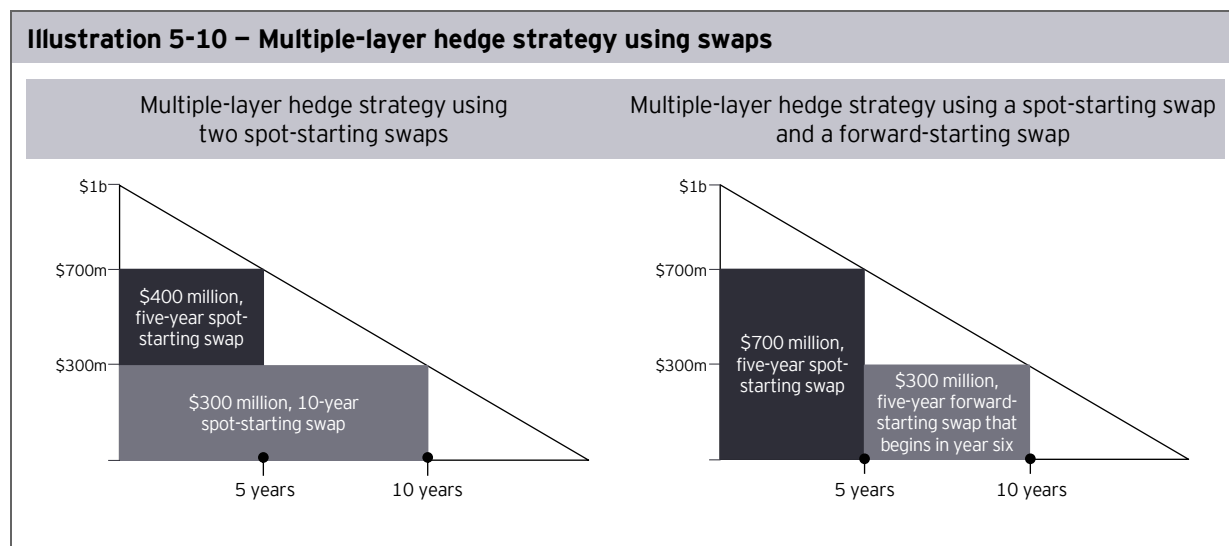 Illustration 5-10 – Multiple-layer hedge strategy using swaps
Multiple-layer hedge strategy using
two spot-starting swaps
$1b
$700m
$400 million,
five-year spot-
starting swap
$300m
$300 million, 10-year
spot-starting swap
5 years
10 years
Multiple-layer hedge strategy using a spot-starting swap
and a forward-starting swap
$1b
$700m
$700 million,
five-year spot-
starting swap
$300m
$300 million,
five-year forward-
starting swap that
begins in year six
5 years
10 years